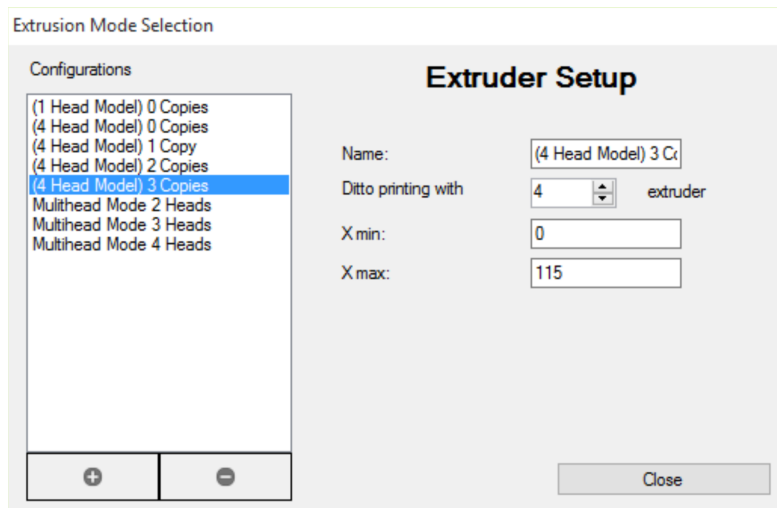 Extrusion Mode Selection
Configurations
(1 Head Model) 0 Copies
(4 Head Model) 0 Copies
(4 Head Model) 1 Copy
(4 Head Model) 2 Copies
(4 Head Model) 3 Copies
Mulithead Mode 2 Heads
Multihead Mode 3 Heads
Multihead Mode 4 Heads
Extruder Setup
Name: (4 Head Model) 3 Co
Ditto printing with 4 extruder
X min: 0
X max: 115
Close